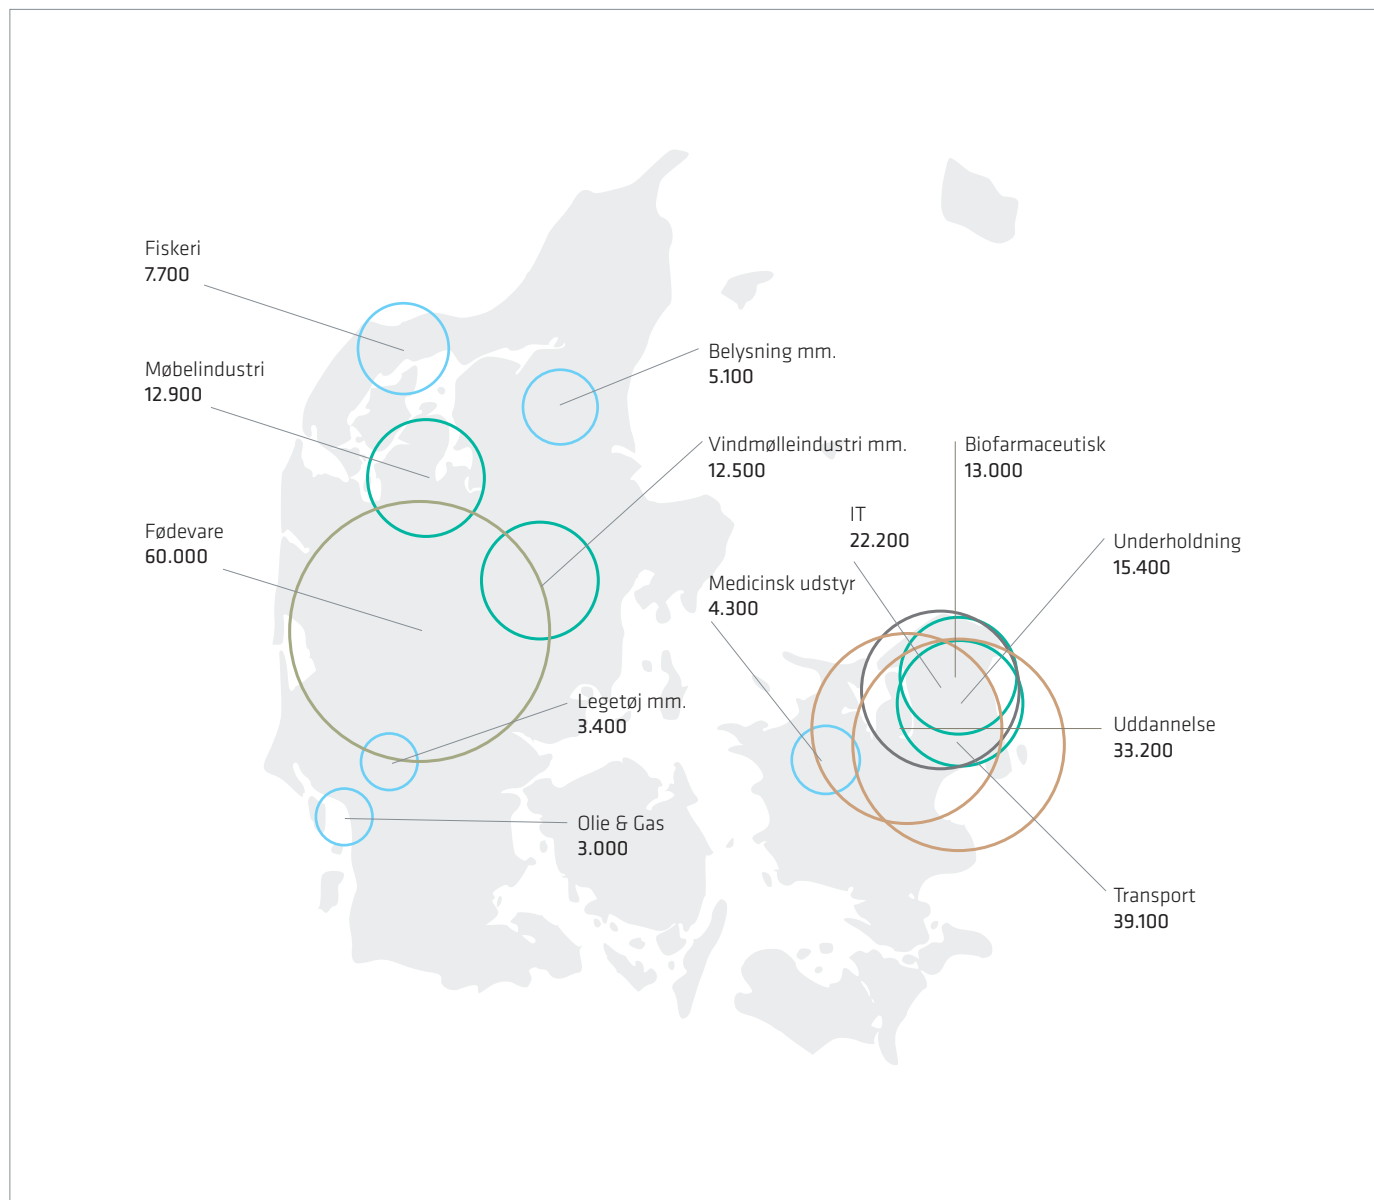 Fiskeri
7.700
Møbelindustri
12.900
Fødevare
60.000
Belysning mm.
5.100
Vindmølleindustri mm.
12.500
Biofarmaceutisk
13.000
IT
22.200
Underholdning
15.400
Medicinsk udstyr
4.300
Legetøj mm.
3.400
Uddannelse
33.200
Olie & Gas
3.000
Transport
39.100